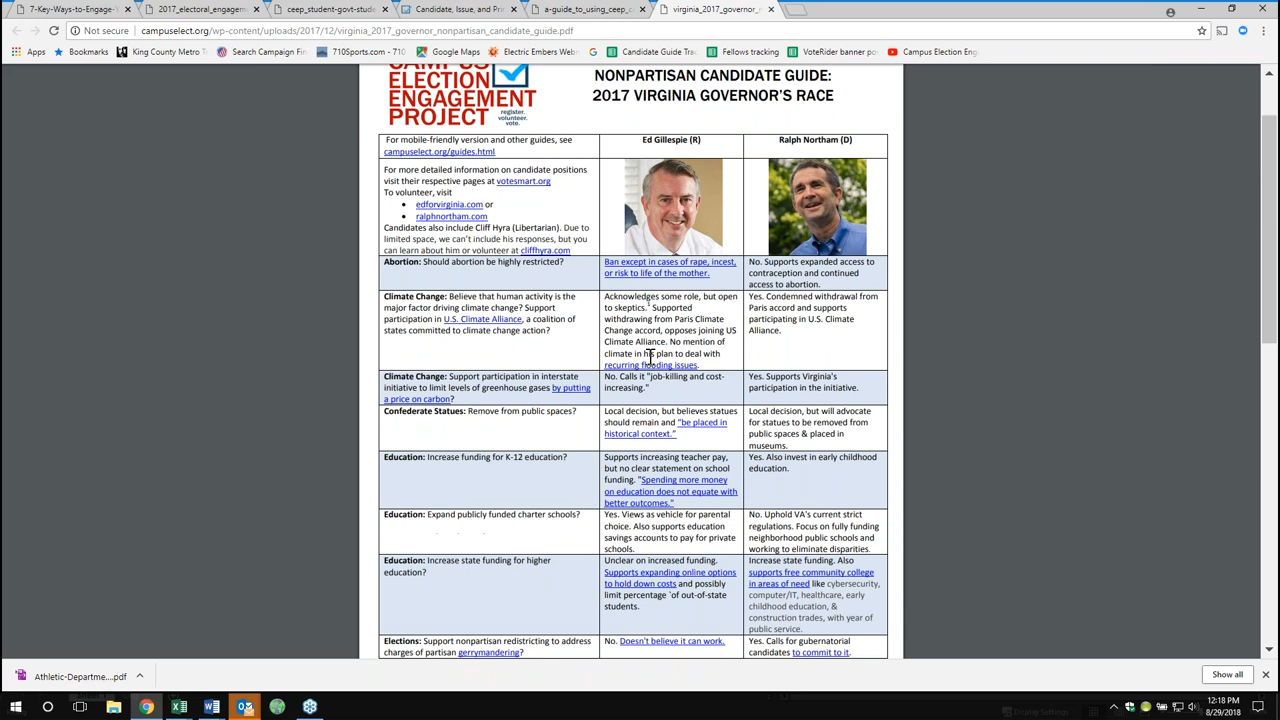 7-Key-Ways-to-Engage-V
2017_electoral_engagem
ceep_student-govt-stude
Candidate, Issue, and Pri
a-guide_to_using_ceep_c
virginia_2017_governor_n
Not secure
campuselect.org/wp-content/uploads/2017/12/virginia_2017_governor_nonpartisan_candidate_guide.pdf
Apps
Bookmarks
King County Metro T
Search Campaign Fin
710Sports.com - 710
Google Maps
Electric Embers Web
Candidate Guide Trac
Fellows tracking
VoteRider banner po
Campus Election Eng
CAMPUS
ELECTION
ENGAGEMENT
PROJECT
register.
volunteer.
vote.
NONPARTISAN CANDIDATE GUIDE:
2017 VIRGINIA GOVERNOR'S RACE
For mobile-friendly version and other guides, see
campuselect.org/guides.html
Ed Gillespie (R)
Ralph Northam (D)
For more detailed information on candidate positions
visit their respective pages at votesmart.org
To volunteer, visit
• edforvirginia.com or
• ralphnortham.com
Candidates also include Cliff Hyra (Libertarian). Due to
limited space, we can't include his responses, but you
can learn about him or volunteer at cliffhyra.com
Abortion: Should abortion be highly restricted?
Ban except in cases of rape, incest,
or risk to life of the mother.
No. Supports expanded access to
contraception and continued
access to abortion.
Climate Change: Believe that human activity is the
major factor driving climate change? Support
participation in U.S. Climate Alliance, a coalition of
states committed to climate change action?
Acknowledges some role, but open
to skeptics.¹ Supported
withdrawing from Paris Climate
Change accord, opposes joining US
Climate Alliance. No mention of
climate in his plan to deal with
recurring flooding issues.
Yes. Condemned withdrawal from
Paris accord and supports
participating in U.S. Climate
Alliance.
Climate Change: Support participation in interstate
initiative to limit levels of greenhouse gases by putting
a price on carbon?
No. Calls it "job-killing and cost-
increasing."
Yes. Supports Virginia's
participation in the initiative.
Confederate Statues: Remove from public spaces?
Local decision, but believes statues
should remain and "be placed in
historical context."
Local decision, but will advocate
for statues to be removed from
public spaces & placed in
museums.
Education: Increase funding for K-12 education?
Supports increasing teacher pay,
but no clear statement on school
funding. "Spending more money
on education does not equate with
better outcomes."
Yes. Also invest in early childhood
education.
Education: Expand publicly funded charter schools?
Yes. Views as vehicle for parental
choice. Also supports education
savings accounts to pay for private
schools.
No. Uphold VA's current strict
regulations. Focus on fully funding
neighborhood public schools and
working to eliminate disparities.
Education: Increase state funding for higher
education?
Unclear on increased funding.
Supports expanding online options
to hold down costs and possibly
limit percentage `of out-of-state
students.
Increase state funding. Also
supports free community college
in areas of need like cybersecurity,
computer/IT, healthcare, early
childhood education, &
construction trades, with year of
public service.
Elections: Support nonpartisan redistricting to address
charges of partisan gerrymandering?
No. Doesn't believe it can work.
Yes. Calls for gubernatorial
candidates to commit to it.
Athletic-Departme....pdf
Show all
12:18 PM
8/29/2018